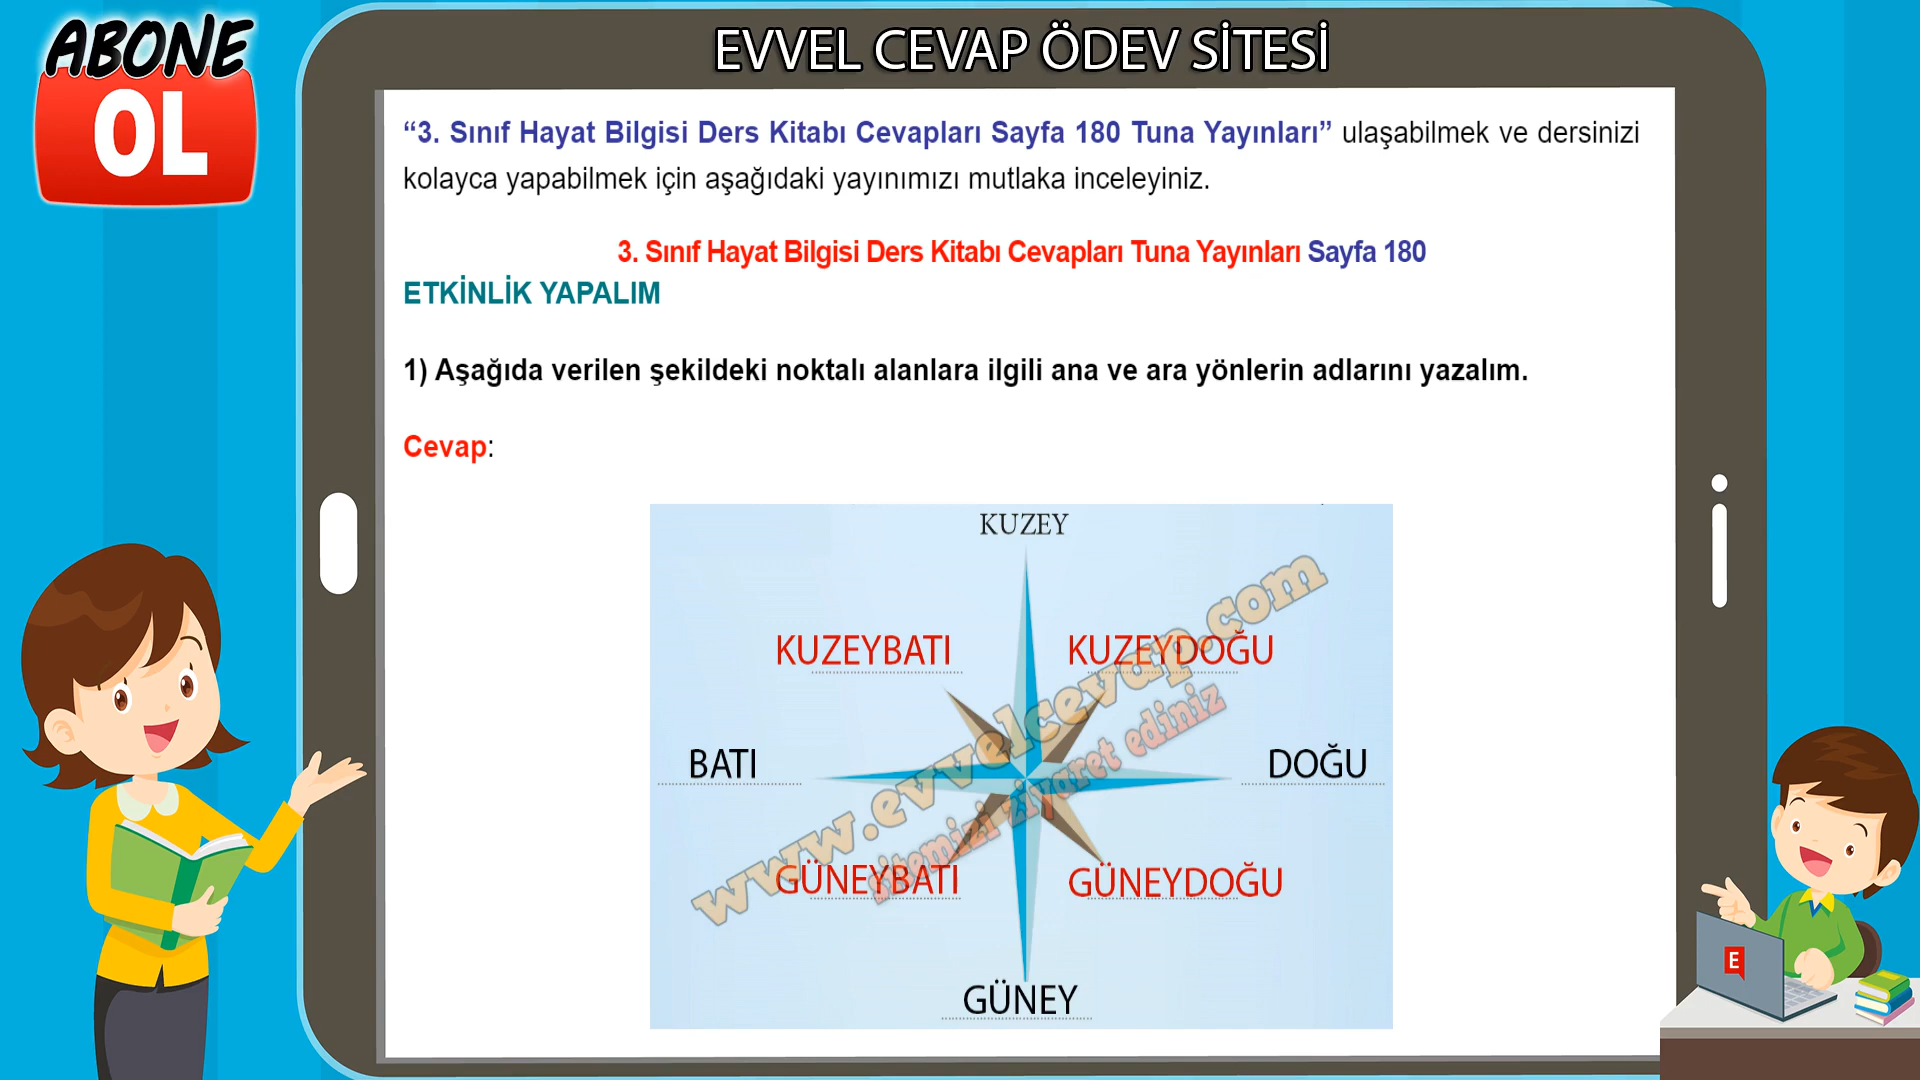 ABONE
OL
EVVEL CEVAP ÖDEV SİTESİ
“3. Sınıf Hayat Bilgisi Ders Kitabı Cevapları Sayfa 180 Tuna Yayınları” ulaşabilmek ve dersinizi
kolayca yapabilmek için aşağıdaki yayınımızı mutlaka inceleyiniz.
3. Sınıf Hayat Bilgisi Ders Kitabı Cevapları Tuna Yayınları Sayfa 180
ETKİNLİK YAPALIM
1) Aşağıda verilen şekildeki noktalı alanlara ilgili ana ve ara yönlerin adlarını yazalım.
Cevap:
KUZEY
KUZEYBATI
KUZEYDOĞU
BATI
DOĞU
GÜNEYBATI
GÜNEYDOĞU
GÜNEY
www.evvelcevap.com
sitemizi ziyaret ediniz
E